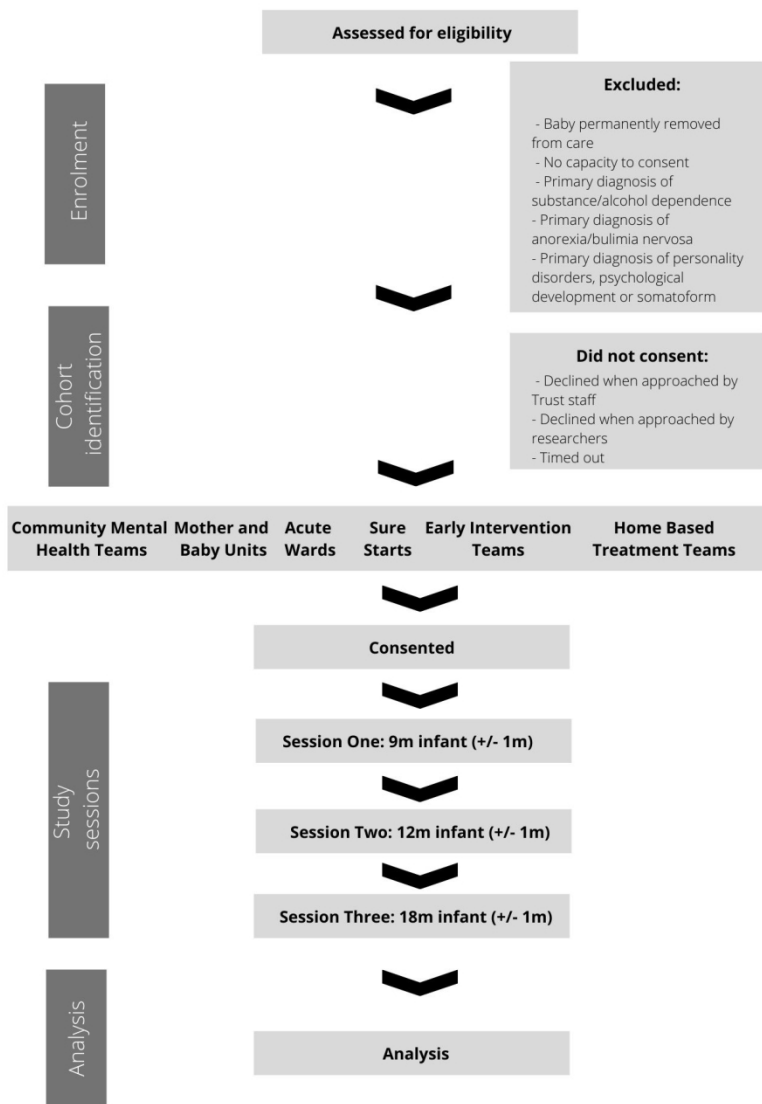 Assessed for eligibility
Enrolment
Excluded:
- Baby permanently removed
from care
- No capacity to consent
- Primary diagnosis of
substance/alcohol dependence
- Primary diagnosis of
anorexia/bulimia nervosa
- Primary diagnosis of personality
disorders, psychological
development or somatoform
Cohort
identification
Did not consent:
- Declined when approached by
Trust staff
- Declined when approached by
researchers
- Timed out
Community Mental
Health Teams
Mother and
Baby Units
Acute
Wards
Sure
Starts
Early Intervention
Teams
Home Based
Treatment Teams
Consented
Study
sessions
Session One: 9m infant (+/- 1m)
Session Two: 12m infant (+/- 1m)
Session Three: 18m infant (+/- 1m)
Analysis
Analysis